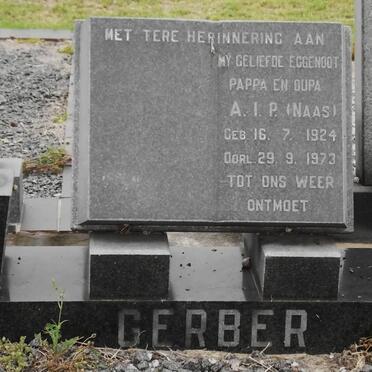 MET TERE HERINNERING AAN
MY GELIEFDE EGGENOOT
PAPPA EN OUPA
A. I. P. (NAAS)
GEB. 16. 7. 1924
OORL. 29. 9. 1973
TOT ONS WEER
ONTMOET
GERBER